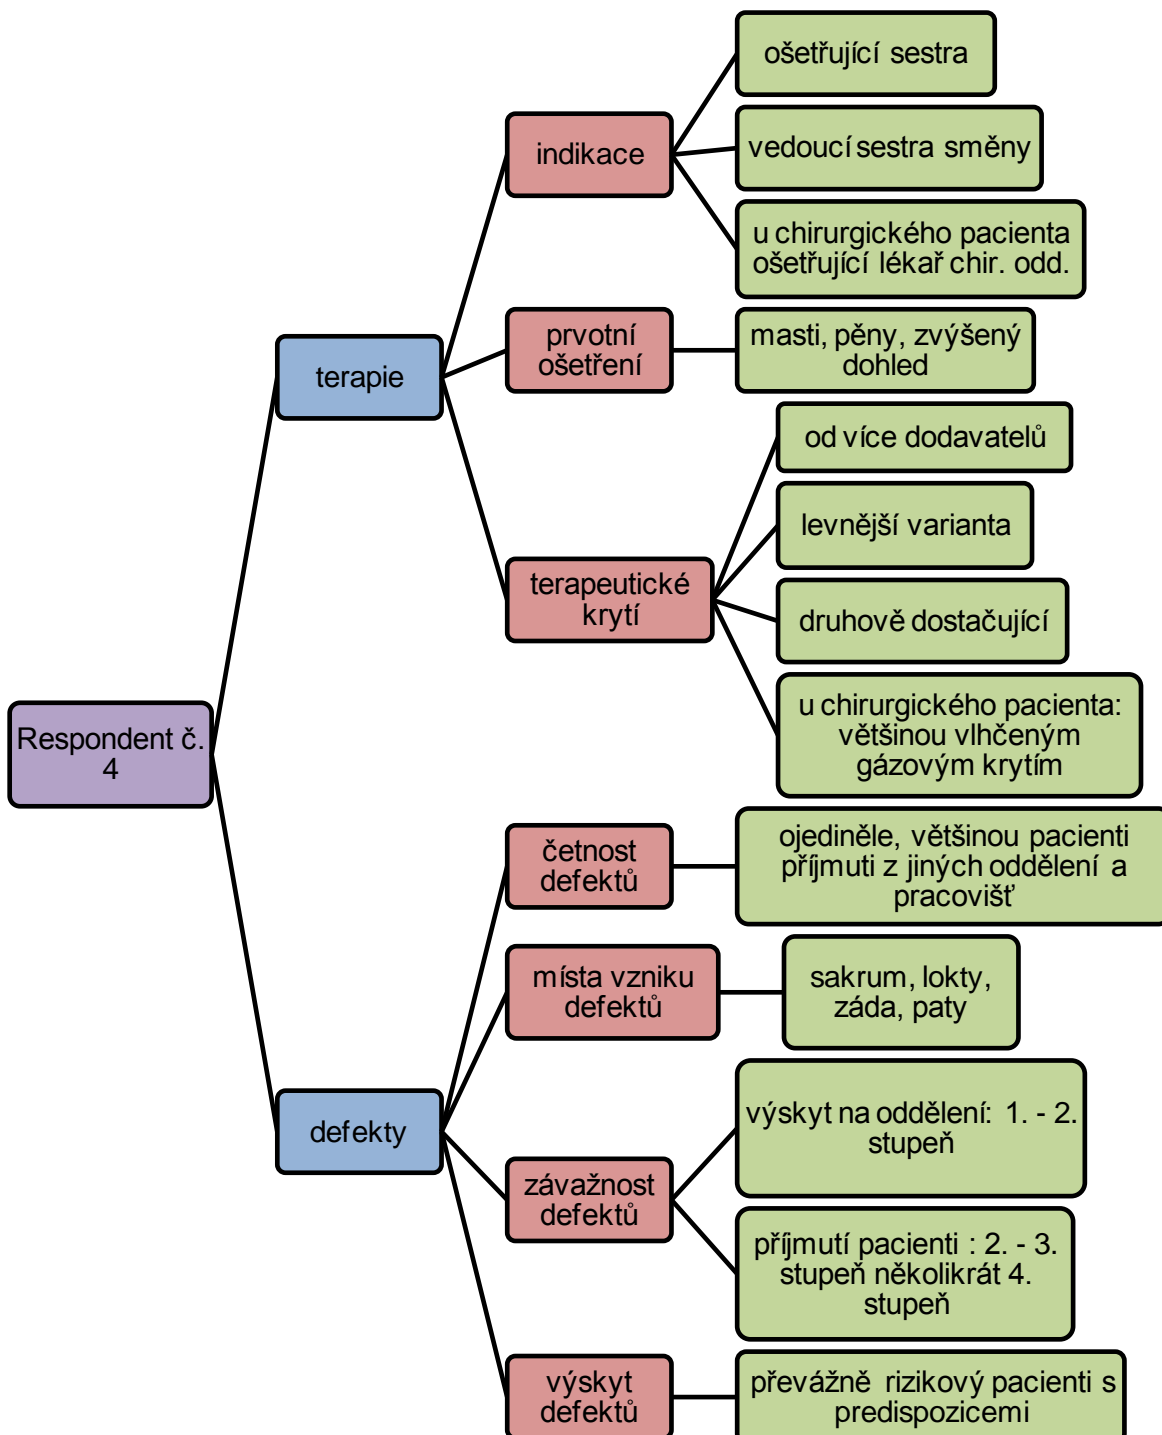 Respondent č.
4
terapie
indikace
ošetřující sestra
vedoucí sestra směny
u chirurgického pacienta
ošetřující lékař chir. odd.
prvotní
ošetření
masti, pěny, zvýšený
dohled
terapeutické
krytí
od více dodavatelů
levnější varianta
druhově dostačující
u chirurgického pacienta:
většinou vlhčeným
gázovým krytím
defekty
četnost
defektů
ojediněle, většinou pacienti
příjmuti z jiných oddělení a
pracovišť
místa vzniku
defektů
sakrum, lokty,
záda, paty
závažnost
defektů
výskyt na oddělení: 1. - 2.
stupeň
příjmutí pacienti : 2. - 3.
stupeň několikrát 4.
stupeň
výskyt
defektů
převážně rizikový pacienti s
predispozicemi